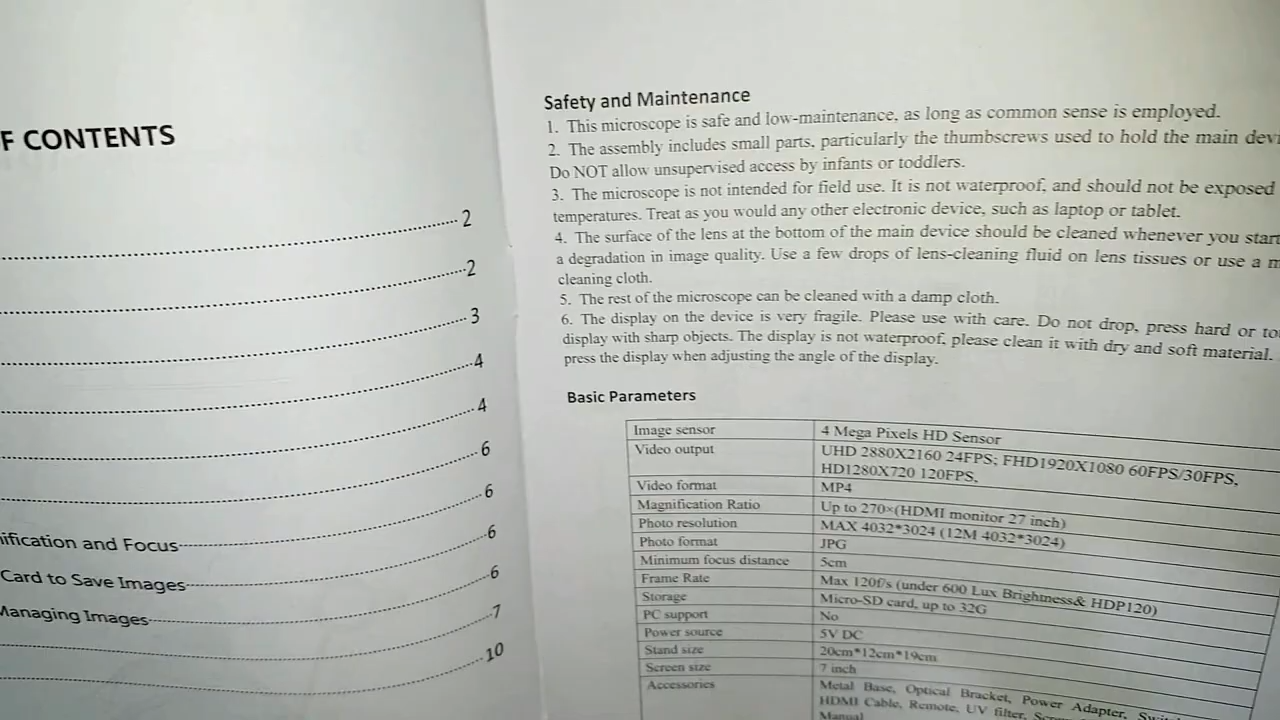 F CONTENTS
2
2
3
4
4
6
6
ification and Focus 6
Card to Save Images 6
Managing Images 7
10
Safety and Maintenance
1. This microscope is safe and low-maintenance, as long as common sense is employed.
2. The assembly includes small parts, particularly the thumbscrews used to hold the main devi
Do NOT allow unsupervised access by infants or toddlers.
3. The microscope is not intended for field use. It is not waterproof, and should not be exposed
temperatures. Treat as you would any other electronic device, such as laptop or tablet.
4. The surface of the lens at the bottom of the main device should be cleaned whenever you start
a degradation in image quality. Use a few drops of lens-cleaning fluid on lens tissues or use a m
cleaning cloth.
5. The rest of the microscope can be cleaned with a damp cloth.
6. The display on the device is very fragile. Please use with care. Do not drop, press hard or to
display with sharp objects. The display is not waterproof, please clean it with dry and soft material.
press the display when adjusting the angle of the display.
Basic Parameters
Image sensor 4 Mega Pixels HD Sensor
Video output UHD 2880X2160 24FPS; FHD1920X1080 60FPS/30FPS,
HD1280X720 120FPS,
Video format MP4
Magnification Ratio Up to 270×(HDMI monitor 27 inch)
Photo resolution MAX 4032*3024 (12M 4032*3024)
Photo format JPG
Minimum focus distance 5cm
Frame Rate Max 120f/s (under 600 Lux Brightness& HDP120)
Storage Micro-SD card, up to 32G
PC support No
Power source 5V DC
Stand size 20cm*12cm*19cm
Screen size 7 inch
Accessories Metal Base, Optical Bracket, Power Adapter,
HDMI Cable, Remote, UV filter,
Manual